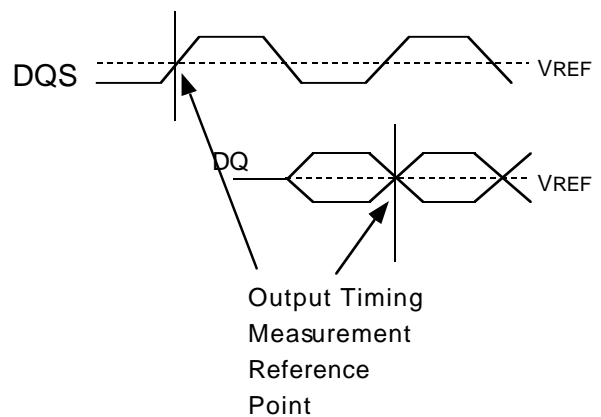 DQS
VREF
DQ
VREF
Output Timing
Measurement
Reference
Point